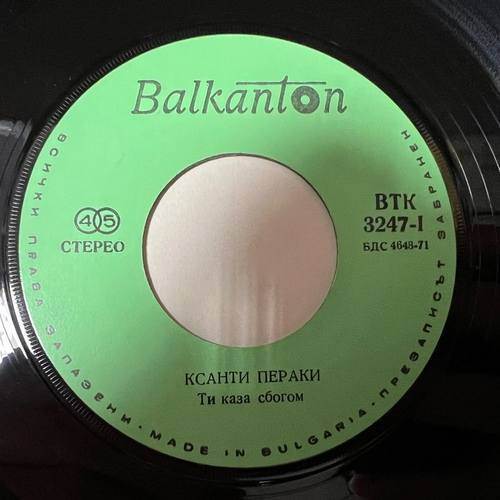 Balkanton
45
СТЕРЕО
ВТК
3247-I
БДС 4648-71
КСАНТИ ПЕРАКИ
Ти каза сбогом
ВСИЧКИ ПРАВА ЗАПАЗЕНИ · MADE IN BULGARIA · ПРЕЗАПИСЪТ ЗАБРАНЕН